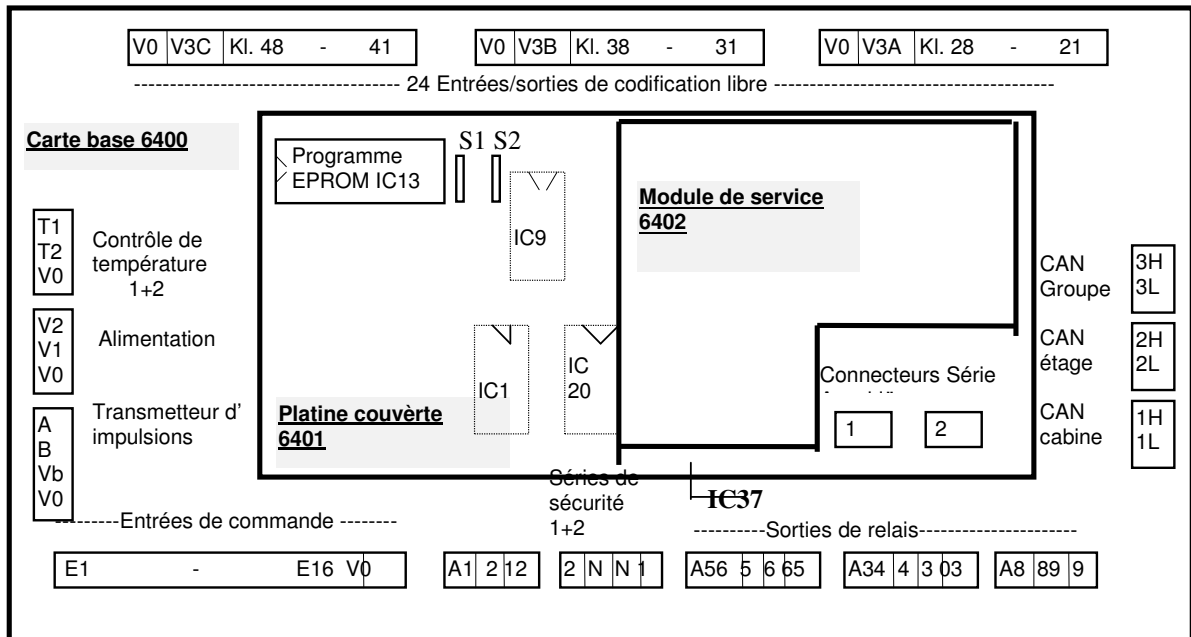 V0 V3C Kl. 48 - 41
V0 V3B Kl. 38 - 31
V0 V3A Kl. 28 - 21
------------------------------------ 24 Entrées/sorties de codification libre --------------------------------------
Carte base 6400
Programme
EPROM IC13
S1 S2
IC9
Module de service
6402
T1
T2
V0
Contrôle de
température
1+2
V2
V1
V0
Alimentation
A
B
Vb
V0
Transmetteur d'
impulsions
IC1
IC
20
Platine couvèrte
6401
Connecteurs Série
1
2
CAN
Groupe
3H
3L
CAN
étage
2H
2L
CAN
cabine
1H
1L
Séries de
sécurité
1+2
IC37
---------Entrées de commande --------
----------Sorties de relais----------------------
E1 - E16 V0
A1 2 12
2 N N 1
A56 5 6 65
A34 4 3 03
A8 89 9